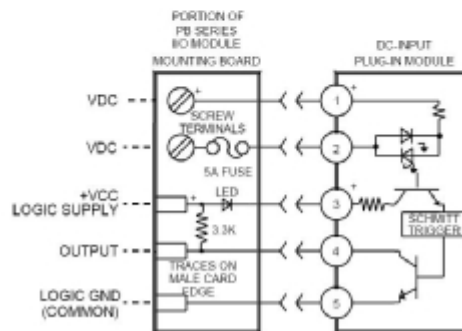 PORTION OF
PB SERIES
I/O MODULE
MOUNTING BOARD
DC-INPUT
PLUG-IN MODULE
VDC
+
1
+
SCREW
TERMINALS
VDC
2
5A FUSE
+VCC
LOGIC SUPPLY
+
LED
3
+
3.3K
SCHMITT
TRIGGER
OUTPUT
4
TRACES ON
MALE CARD
EDGE
LOGIC GND
(COMMON)
5